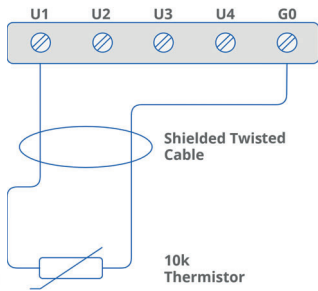 U1 U2 U3 U4 G0
Shielded Twisted
Cable
10k
Thermistor